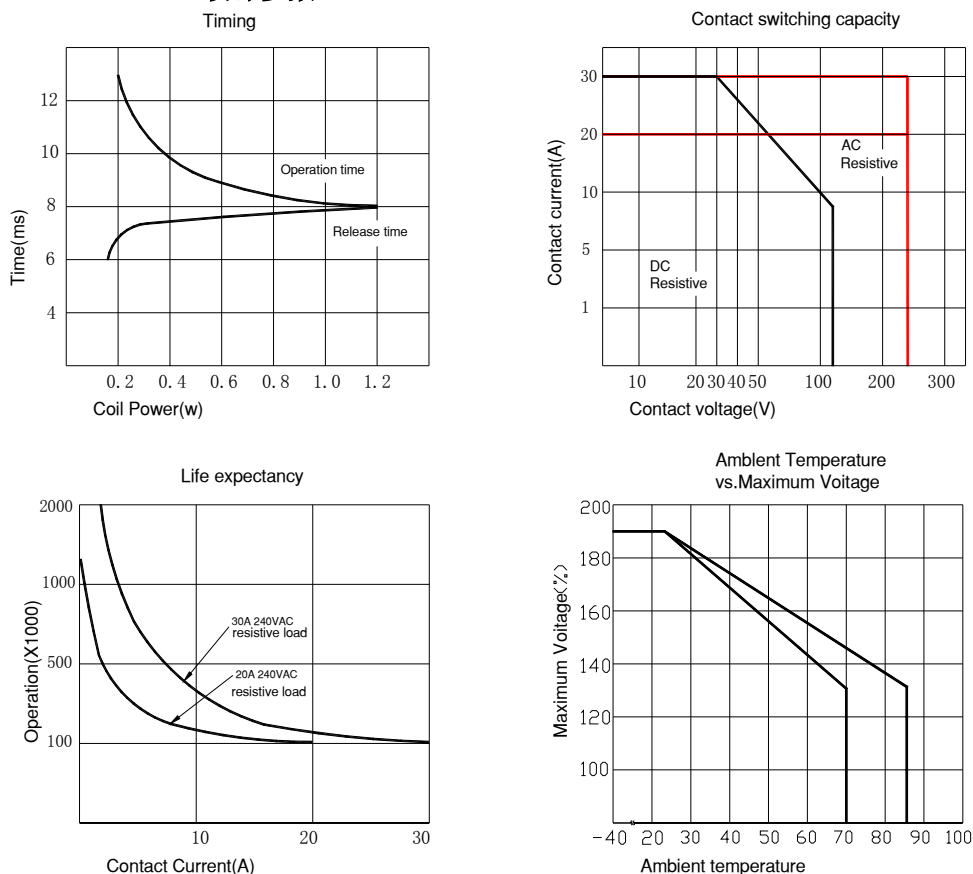 Timing
12
10
8
6
4
Time(ms)
Operation time
Release time
0.2 0.4 0.6 0.8 1.0 1.2
Coil Power(w)
Contact switching capacity
30
20
10
5
1
Contact current(A)
AC
Resistive
DC
Resistive
10 20 30 40 50 100 200 300
Contact voltage(V)
Life expectancy
2000
1000
500
100
Operation(X1000)
30A 240VAC
resistive load
20A 240VAC
resistive load
10 20 30
Contact Current(A)
Amblent Temperature
vs.Maximum Voitage
200
180
160
140
120
100
Maximum Voitage(%)
-40 20 30 40 50 60 70 80 90 100
Ambient temperature